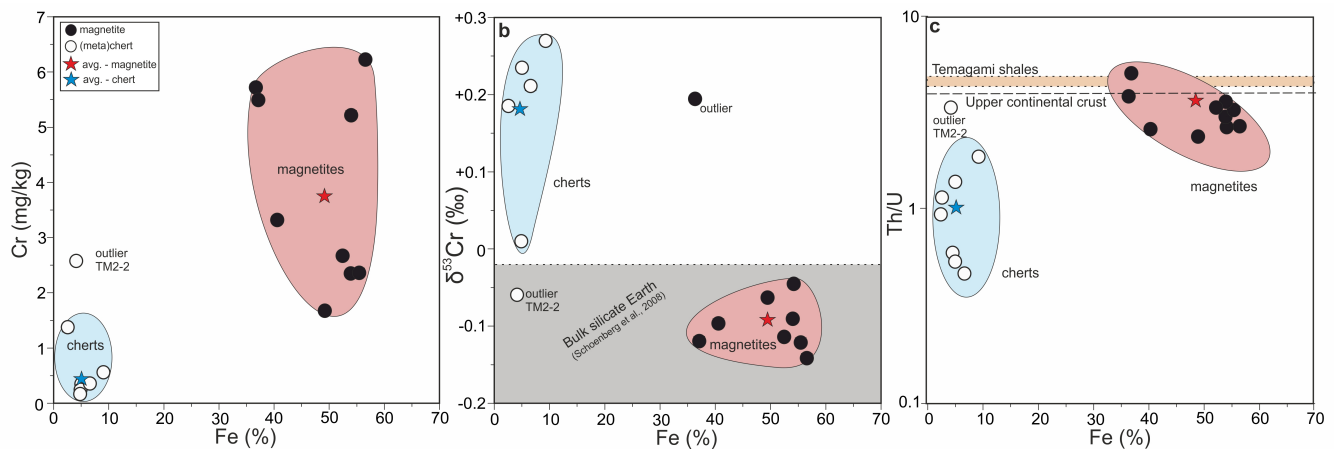 7
6
5
4
3
2
1
0
Cr (mg/kg)
magnetite
(meta)chert
avg. - magnetite
avg. - chert
magnetites
outlier
TM2-2
cherts
0
10
20
30
40
50
60
70
Fe (%)
b
+0.3
+0.2
+0.1
0
-0.1
-0.2
δ⁵³Cr (‰)
outlier
cherts
outlier
TM2-2
Bulk silicate Earth
(Schoenberg et al., 2008)
magnetites
0
10
20
30
40
50
60
70
Fe (%)
c
10
1
0.1
Th/U
Temagami shales
Upper continental crust
outlier
TM2-2
magnetites
cherts
0
10
20
30
40
50
60
70
Fe (%)